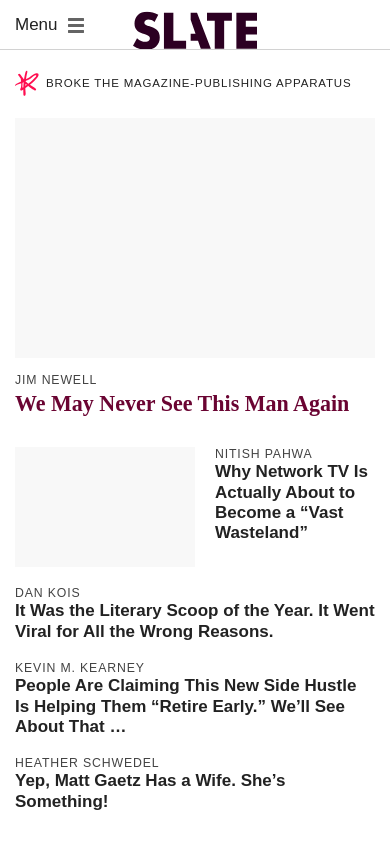 Menu
SLATE
BROKE THE MAGAZINE-PUBLISHING APPARATUS
JIM NEWELL
We May Never See This Man Again
NITISH PAHWA
Why Network TV Is
Actually About to
Become a “Vast
Wasteland”
DAN KOIS
It Was the Literary Scoop of the Year. It Went
Viral for All the Wrong Reasons.
KEVIN M. KEARNEY
People Are Claiming This New Side Hustle
Is Helping Them “Retire Early.” We’ll See
About That …
HEATHER SCHWEDEL
Yep, Matt Gaetz Has a Wife. She’s
Something!